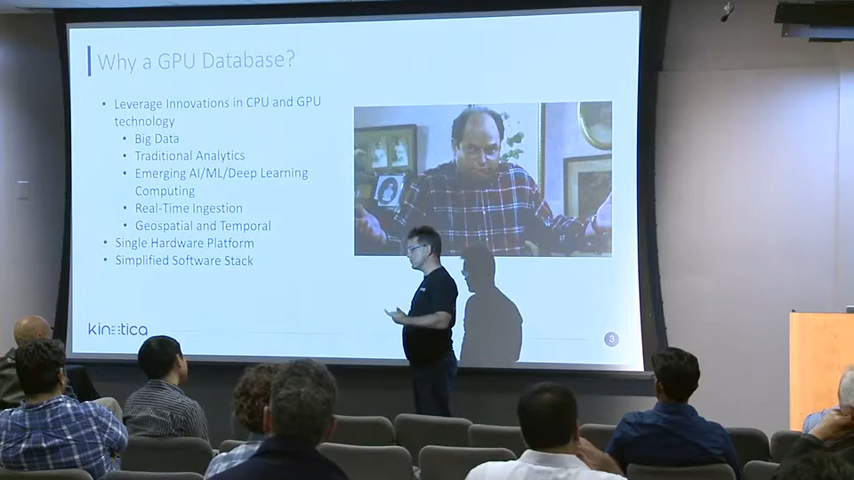 Why a GPU Database?
• Leverage Innovations in CPU and GPU
technology
• Big Data
• Traditional Analytics
• Emerging AI/ML/Deep Learning
Computing
• Real-Time Ingestion
• Geospatial and Temporal
• Single Hardware Platform
• Simplified Software Stack
kinetica
3